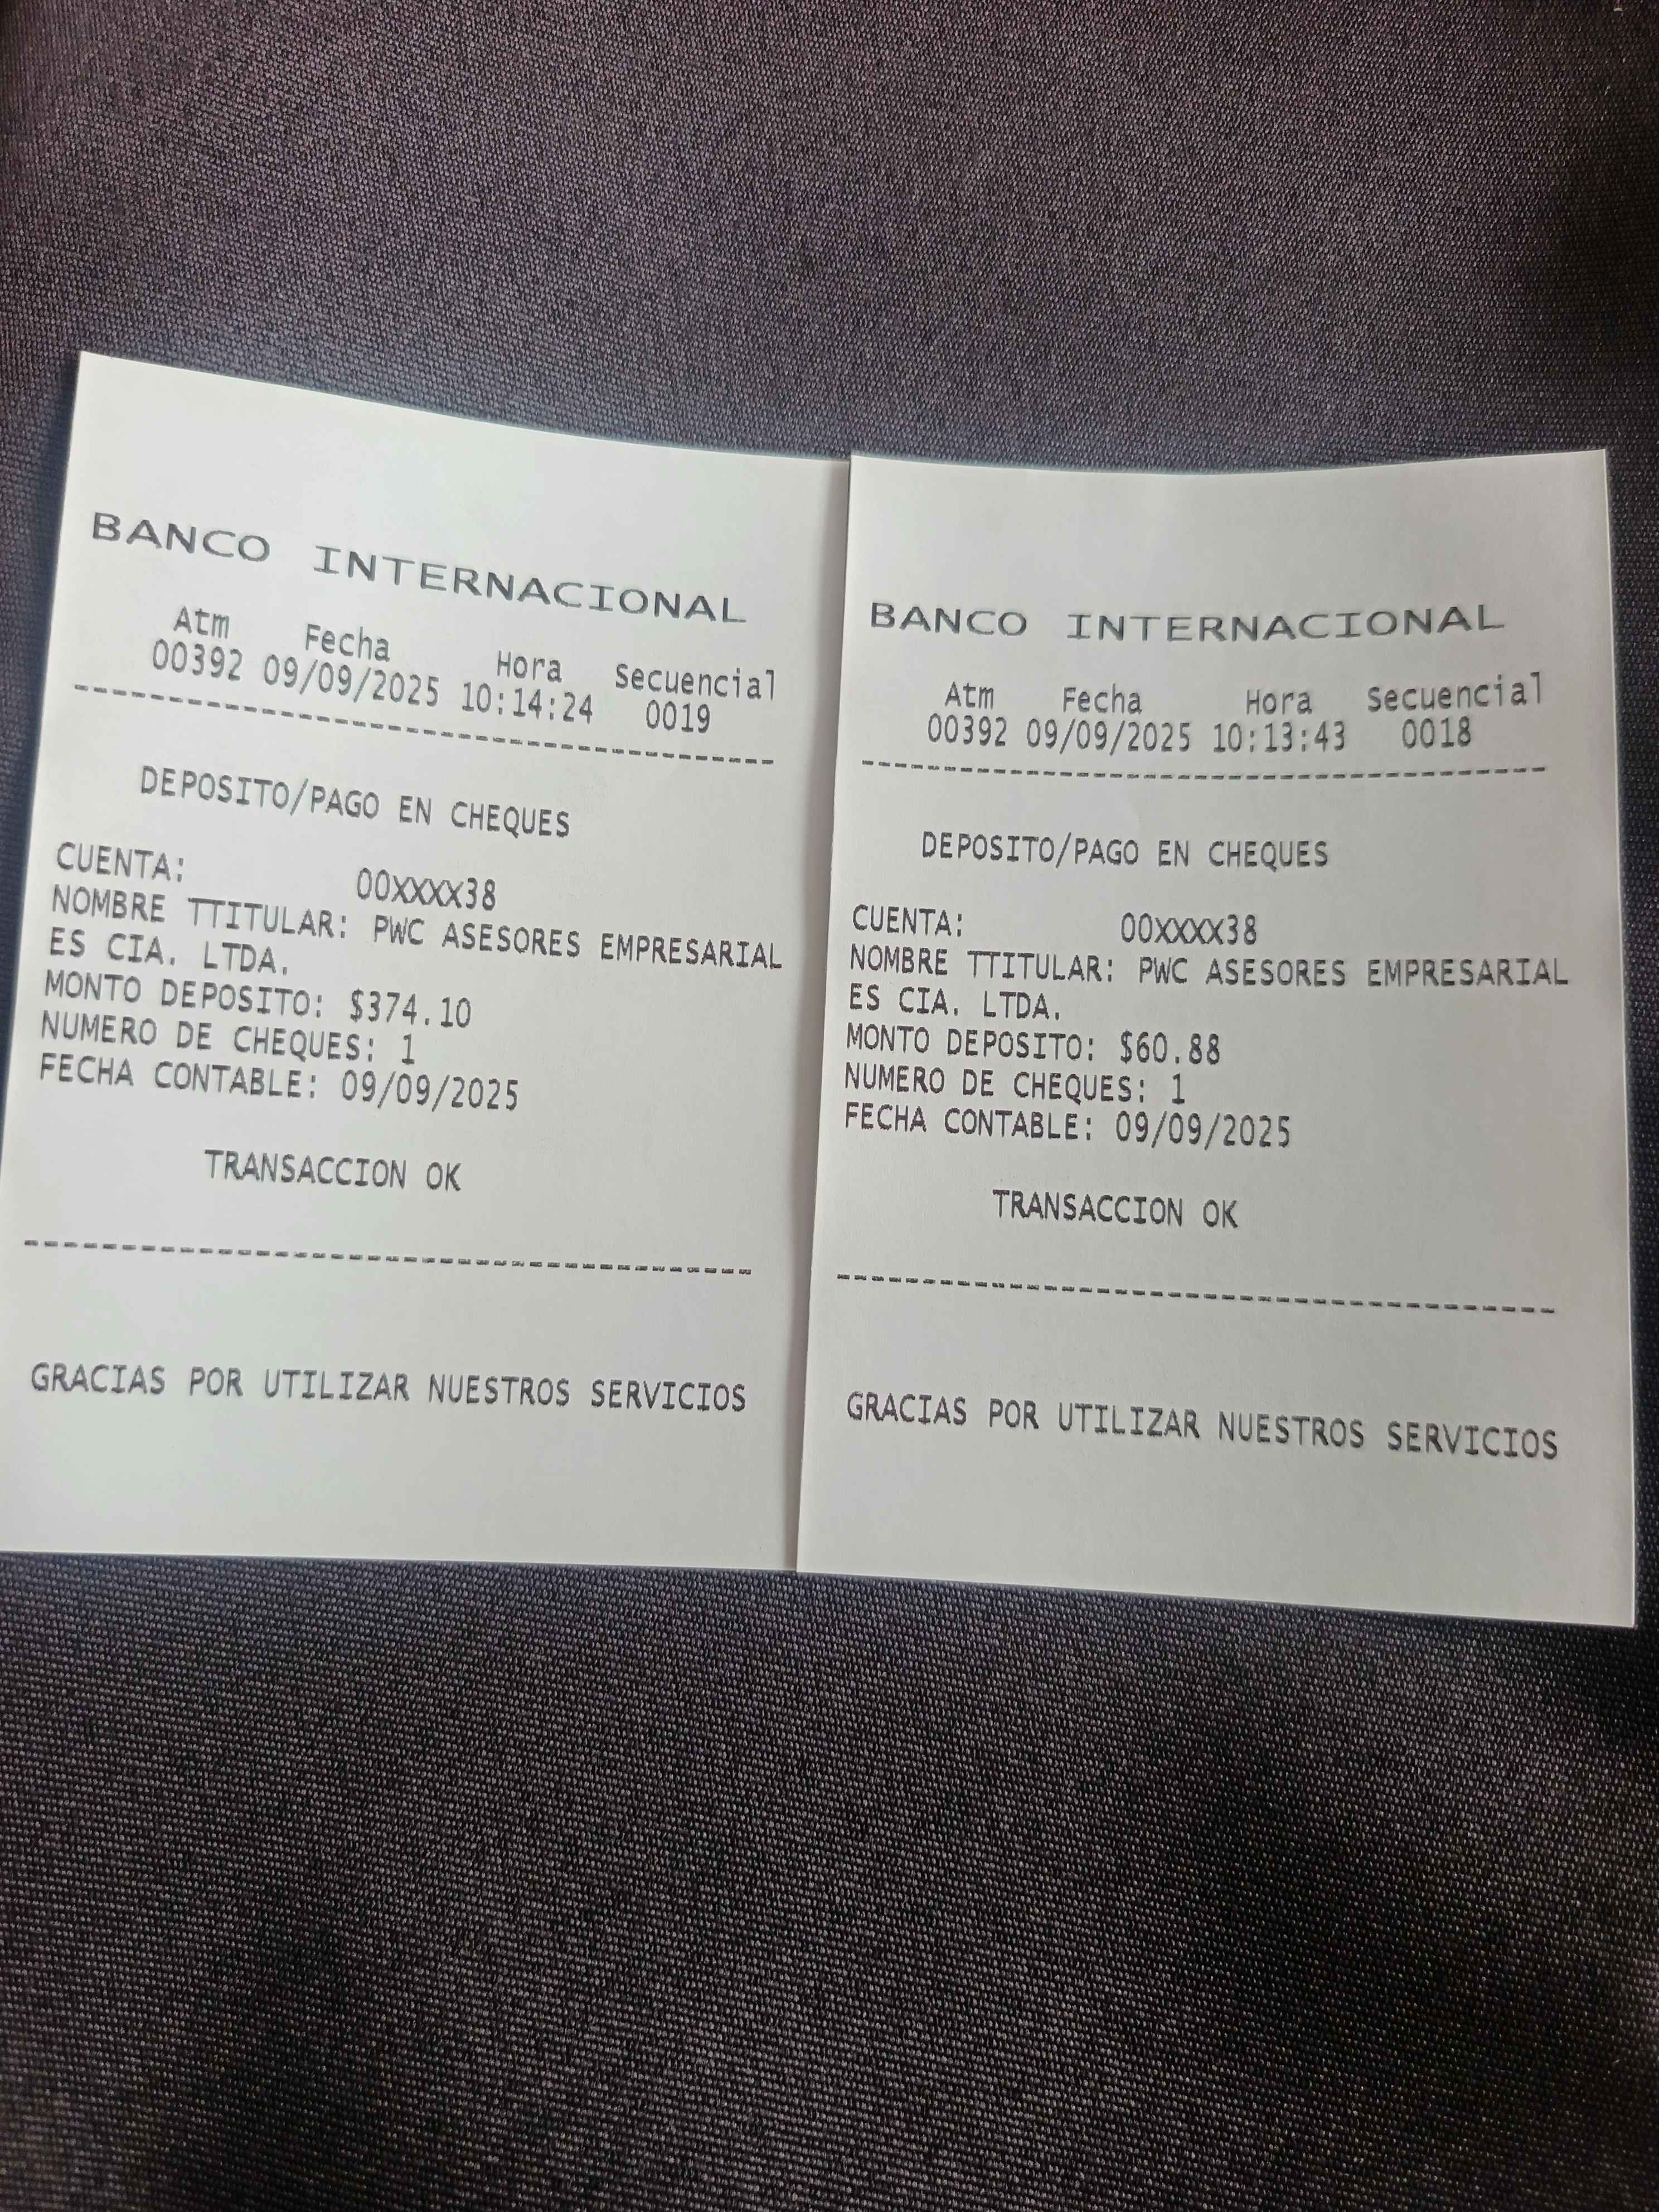 BANCO INTERNACIONAL
Atm Fecha Hora Secuencial
00392 09/09/2025 10:14:24 0019
----------------------------------------
DEPOSITO/PAGO EN CHEQUES
CUENTA: 00XXXX38
NOMBRE TTITULAR: PWC ASESORES EMPRESARIAL
ES CIA. LTDA.
MONTO DEPOSITO: $374.10
NUMERO DE CHEQUES: 1
FECHA CONTABLE: 09/09/2025
TRANSACCION OK
----------------------------------------
GRACIAS POR UTILIZAR NUESTROS SERVICIOS
BANCO INTERNACIONAL
Atm Fecha Hora Secuencial
00392 09/09/2025 10:13:43 0018
----------------------------------------
DEPOSITO/PAGO EN CHEQUES
CUENTA: 00XXXX38
NOMBRE TTITULAR: PWC ASESORES EMPRESARIAL
ES CIA. LTDA.
MONTO DEPOSITO: $60.88
NUMERO DE CHEQUES: 1
FECHA CONTABLE: 09/09/2025
TRANSACCION OK
----------------------------------------
GRACIAS POR UTILIZAR NUESTROS SERVICIOS